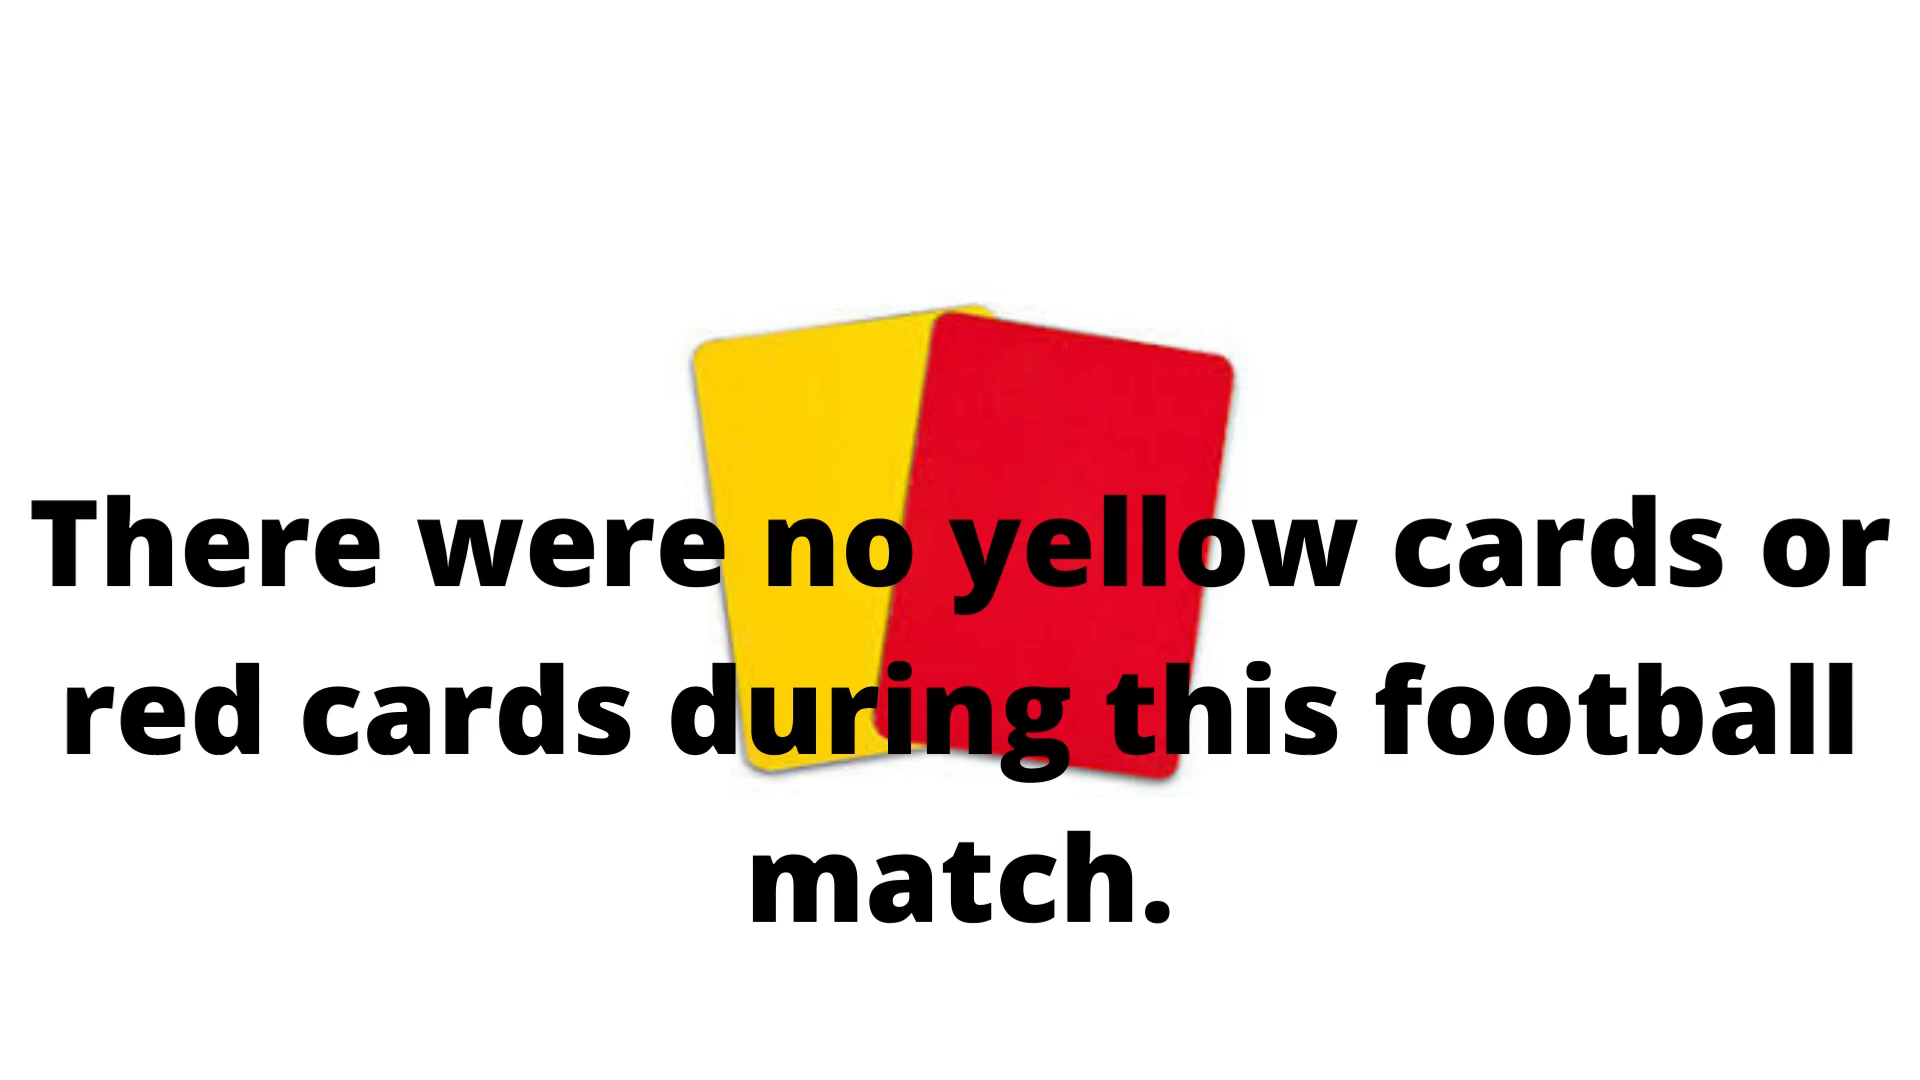 There were no yellow cards or
red cards during this football
match.